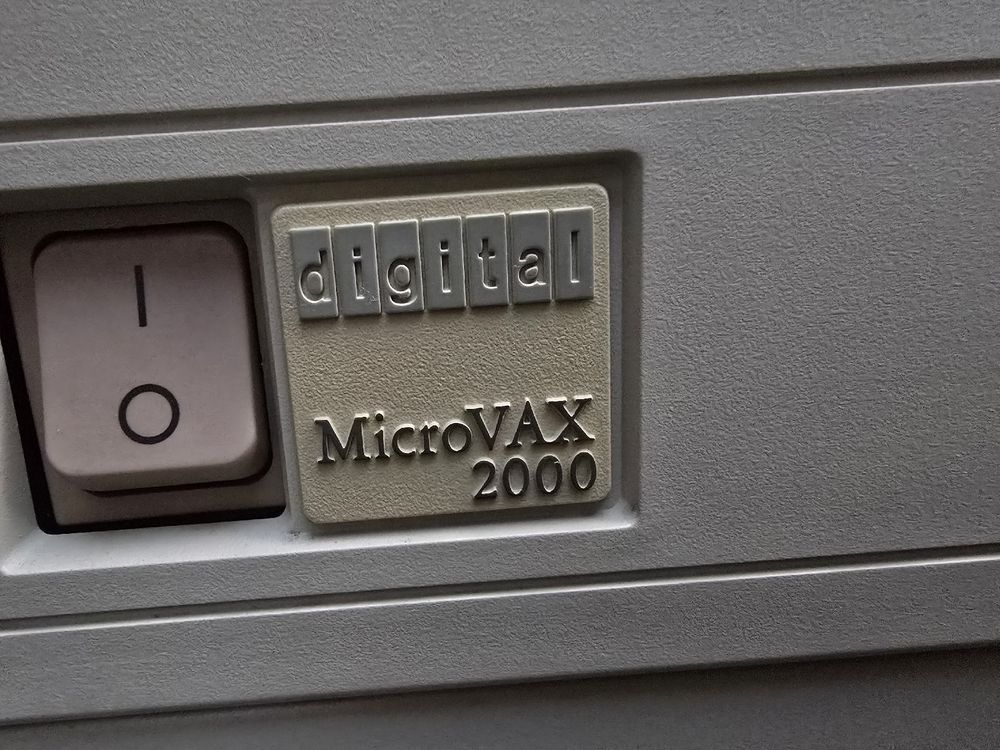 I
O
digital
MicroVAX
2000